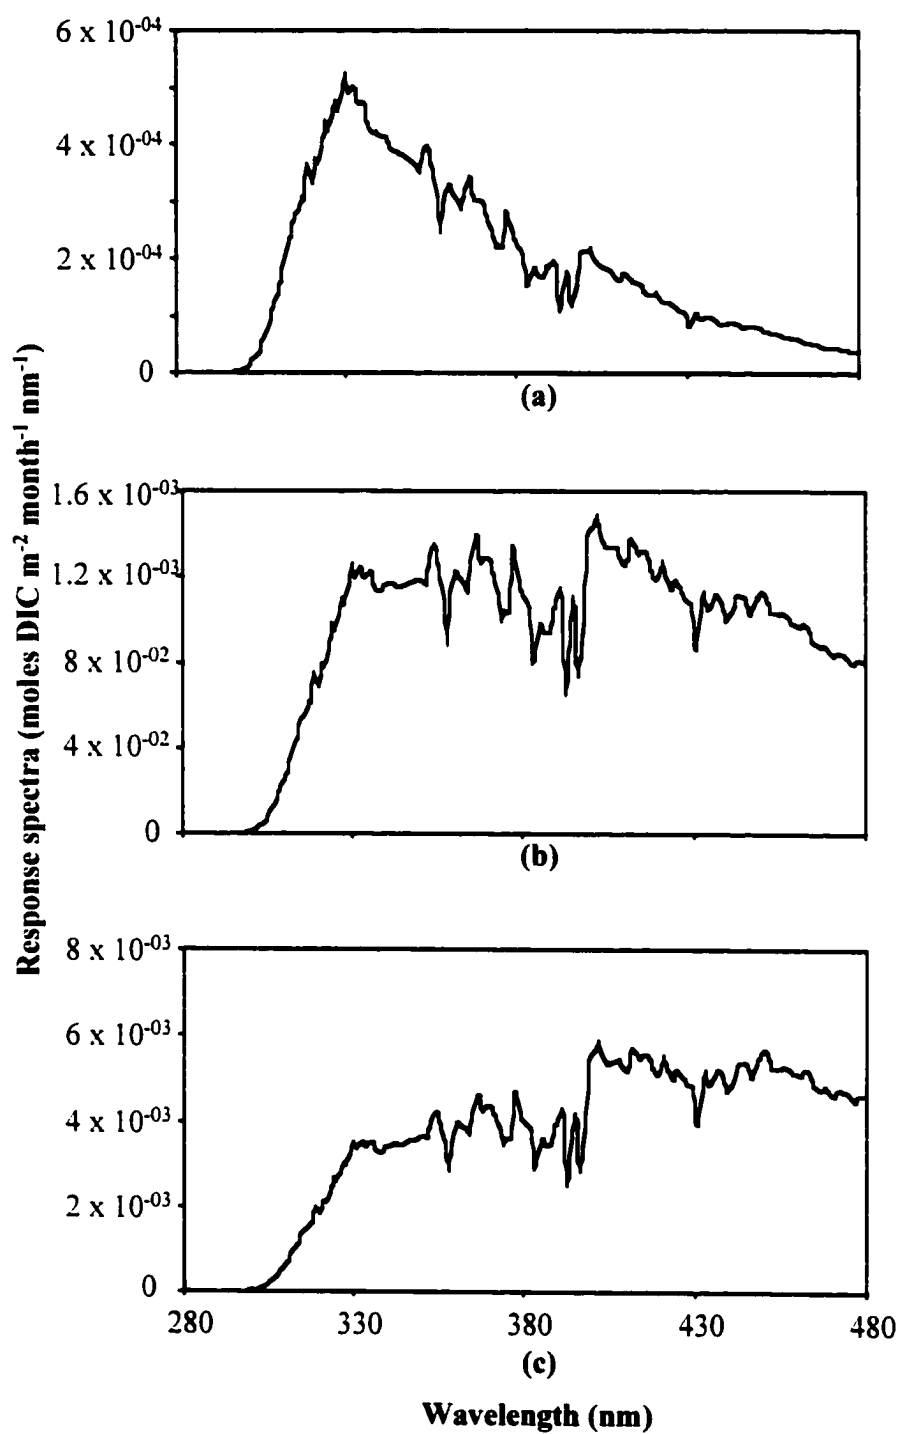 6 x 10⁻⁰⁴
4 x 10⁻⁰⁴
2 x 10⁻⁰⁴
0
(a)
Response spectra (moles DIC m⁻² month⁻¹ nm⁻¹)
1.6 x 10⁻⁰³
1.2 x 10⁻⁰³
8 x 10⁻⁰²
4 x 10⁻⁰²
0
(b)
8 x 10⁻⁰³
6 x 10⁻⁰³
4 x 10⁻⁰³
2 x 10⁻⁰³
0
280 330 380 430 480
(c)
Wavelength (nm)